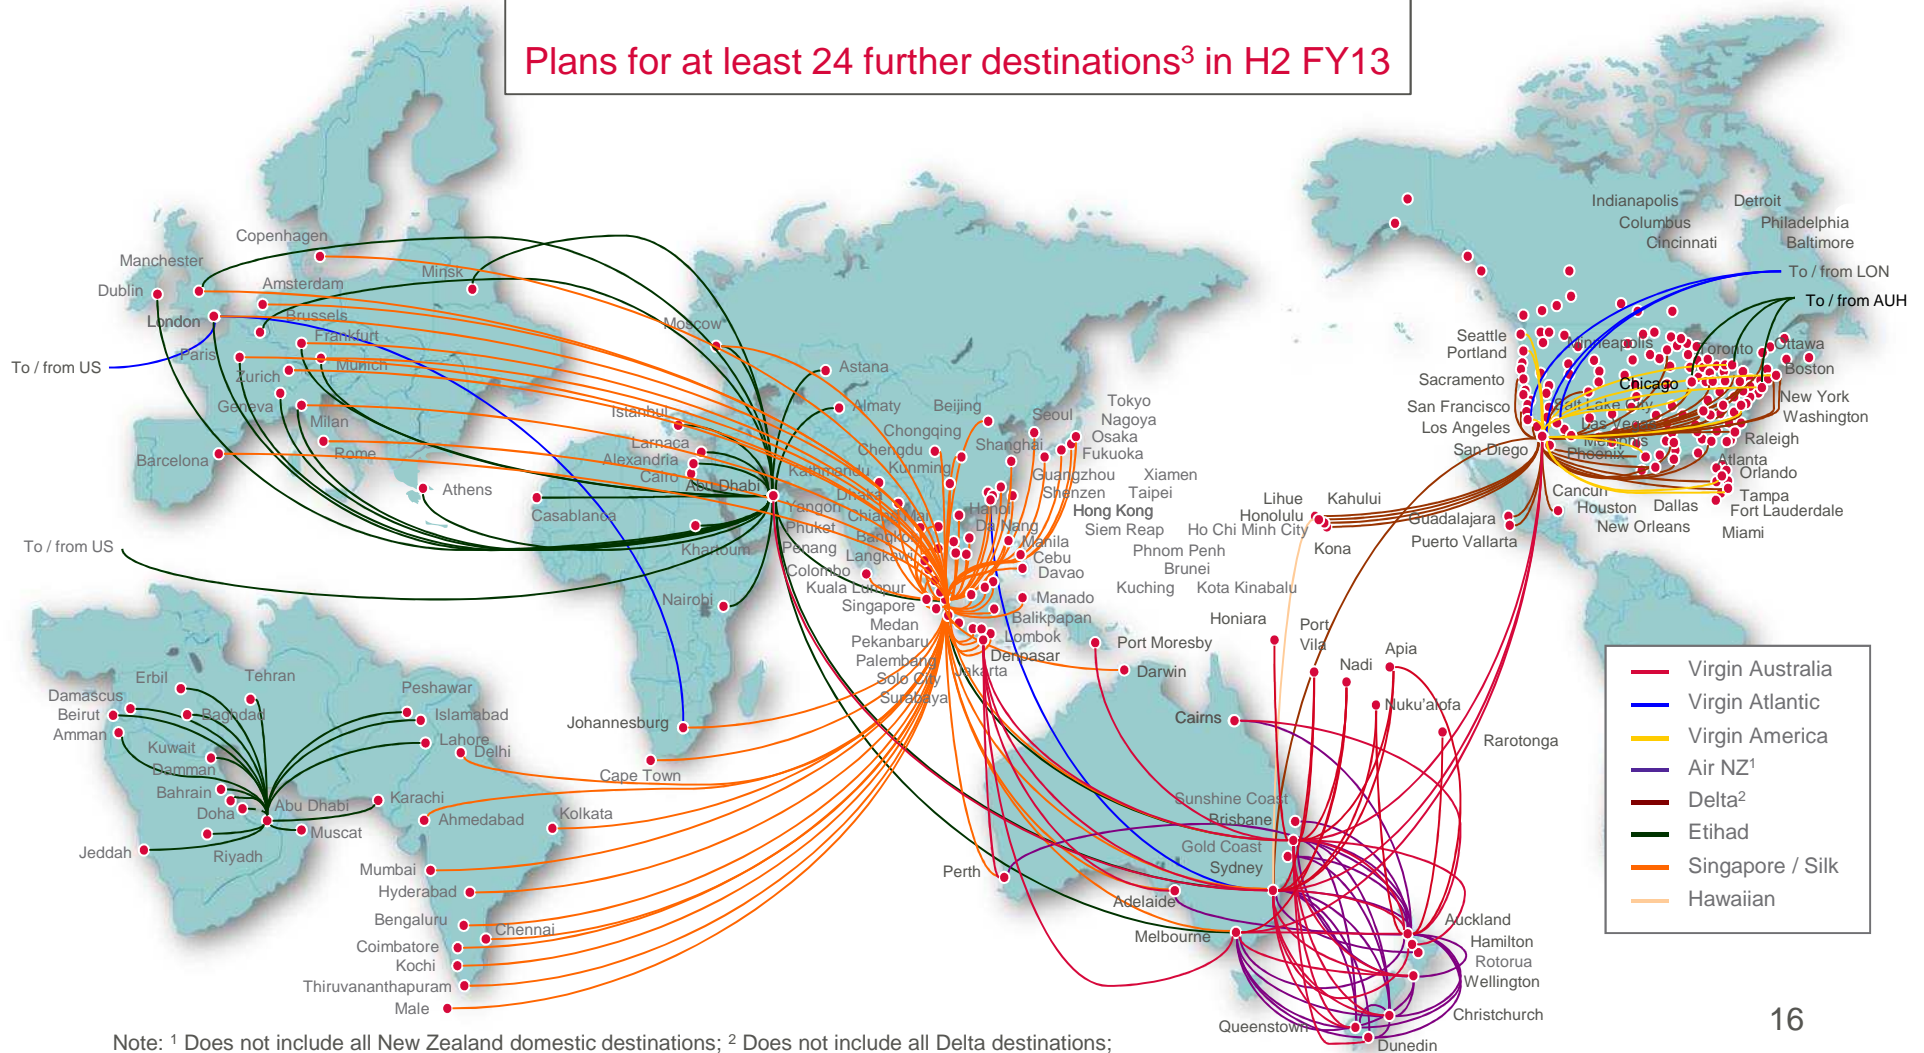 Plans for at least 24 further destinations³ in H2 FY13
Copenhagen
Manchester
Minsk
Dublin
Amsterdam
London
Brussels
Frankfurt
Moscow
To / from US
Paris
Munich
Zurich
Astana
Geneva
Almaty
Milan
Istanbul
Barcelona
Rome
Larnaca
Alexandria
Cairo
Abu Dhabi
Athens
Casablanca
Khartoum
To / from US
Nairobi
Johannesburg
Cape Town
Beijing
Seoul
Tokyo
Nagoya
Osaka
Fukuoka
Chongqing
Chengdu
Shanghai
Kathmandu
Kunming
Guangzhou
Xiamen
Dhaka
Shenzen
Taipei
Yangon
Chiang Mai
Hanoi
Hong Kong
Phuket
Da Nang
Siem Reap
Ho Chi Minh City
Bangkok
Penang
Manila
Langkawi
Cebu
Phnom Penh
Colombo
Davao
Brunei
Kuala Lumpur
Kuching
Kota Kinabalu
Singapore
Manado
Medan
Balikpapan
Pekanbaru
Lombok
Palembang
Denpasar
Solo City
Jakarta
Surabaya
Port Moresby
Darwin
Honiara
Port
Vila
Nadi
Apia
Nuku'alofa
Rarotonga
Cairns
Sunshine Coast
Brisbane
Gold Coast
Sydney
Perth
Adelaide
Melbourne
Auckland
Hamilton
Rotorua
Wellington
Christchurch
Queenstown
Dunedin
Indianapolis
Detroit
Columbus
Philadelphia
Cincinnati
Baltimore
To / from LON
To / from AUH
Seattle
Portland
Minneapolis
Toronto
Ottawa
Boston
Sacramento
Chicago
New York
San Francisco
Salt Lake City
Washington
Los Angeles
Las Vegas
Memphis
Raleigh
San Diego
Phoenix
Atlanta
Orlando
Lihue
Kahului
Honolulu
Kona
Cancun
Tampa
Guadalajara
Houston
Dallas
Fort Lauderdale
Puerto Vallarta
New Orleans
Miami
Erbil
Tehran
Damascus
Peshawar
Beirut
Baghdad
Islamabad
Amman
Kuwait
Lahore
Delhi
Damman
Bahrain
Abu Dhabi
Karachi
Doha
Kolkata
Muscat
Ahmedabad
Jeddah
Riyadh
Mumbai
Hyderabad
Bengaluru
Chennai
Coimbatore
Kochi
Thiruvananthapuram
Male
Virgin Australia
Virgin Atlantic
Virgin America
Air NZ¹
Delta²
Etihad
Singapore / Silk
Hawaiian
16
Note: ¹ Does not include all New Zealand domestic destinations; ² Does not include all Delta destinations;